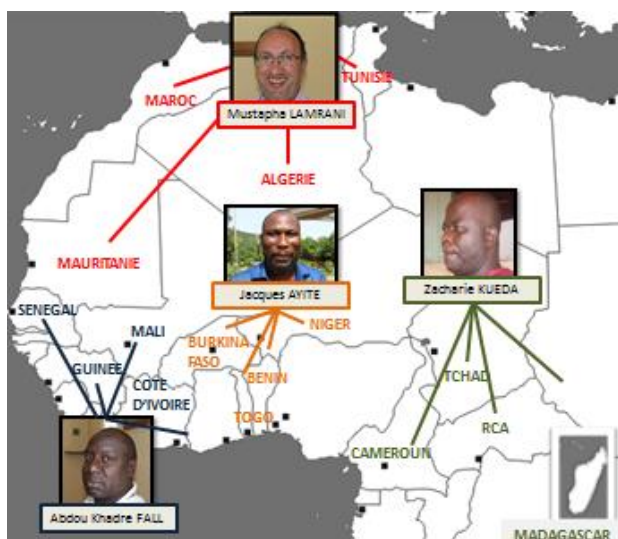 MAROC
TUNISIE
Mustapha LAMRANI
ALGERIE
MAURITANIE
Jacques AYITE
Zacharie KUEDA
SENEGAL
MALI
NIGER
BURKINA
FASO
GUINEE
BENIN
TCHAD
COTE
D'IVOIRE
TOGO
RCA
CAMEROUN
Abdou Khadre FALL
MADAGASCAR